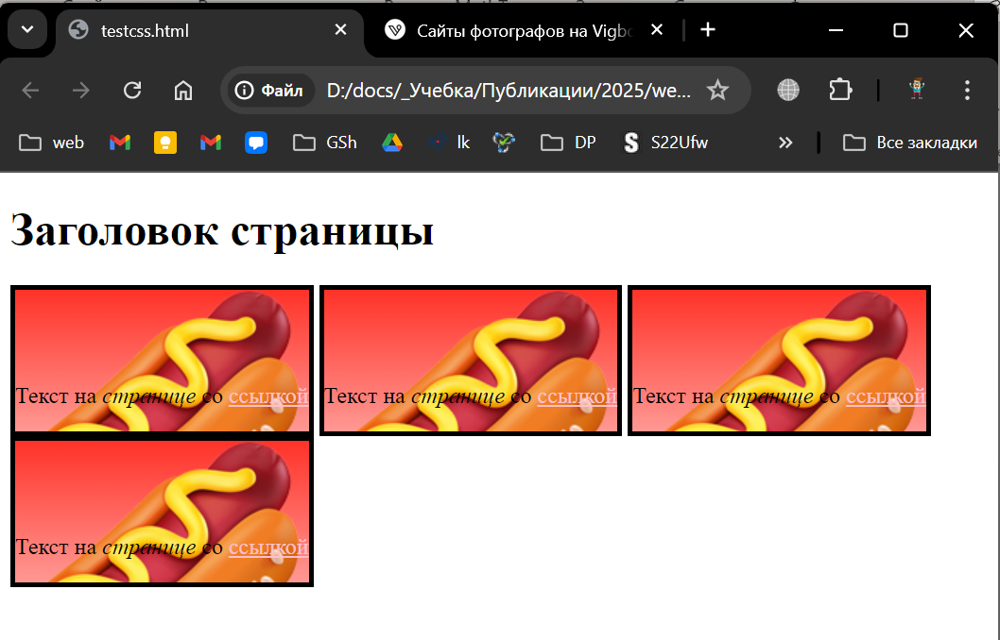 testcss.html
Сайты фотографов на Vigb
Файл
D:/docs/_Учебка/Публикации/2025/we...
web
GSh
lk
DP
S22Ufw
Все закладки
Заголовок страницы
Текст на странице со ссылкой
Текст на странице со ссылкой
Текст на странице со ссылкой
Текст на странице со ссылкой